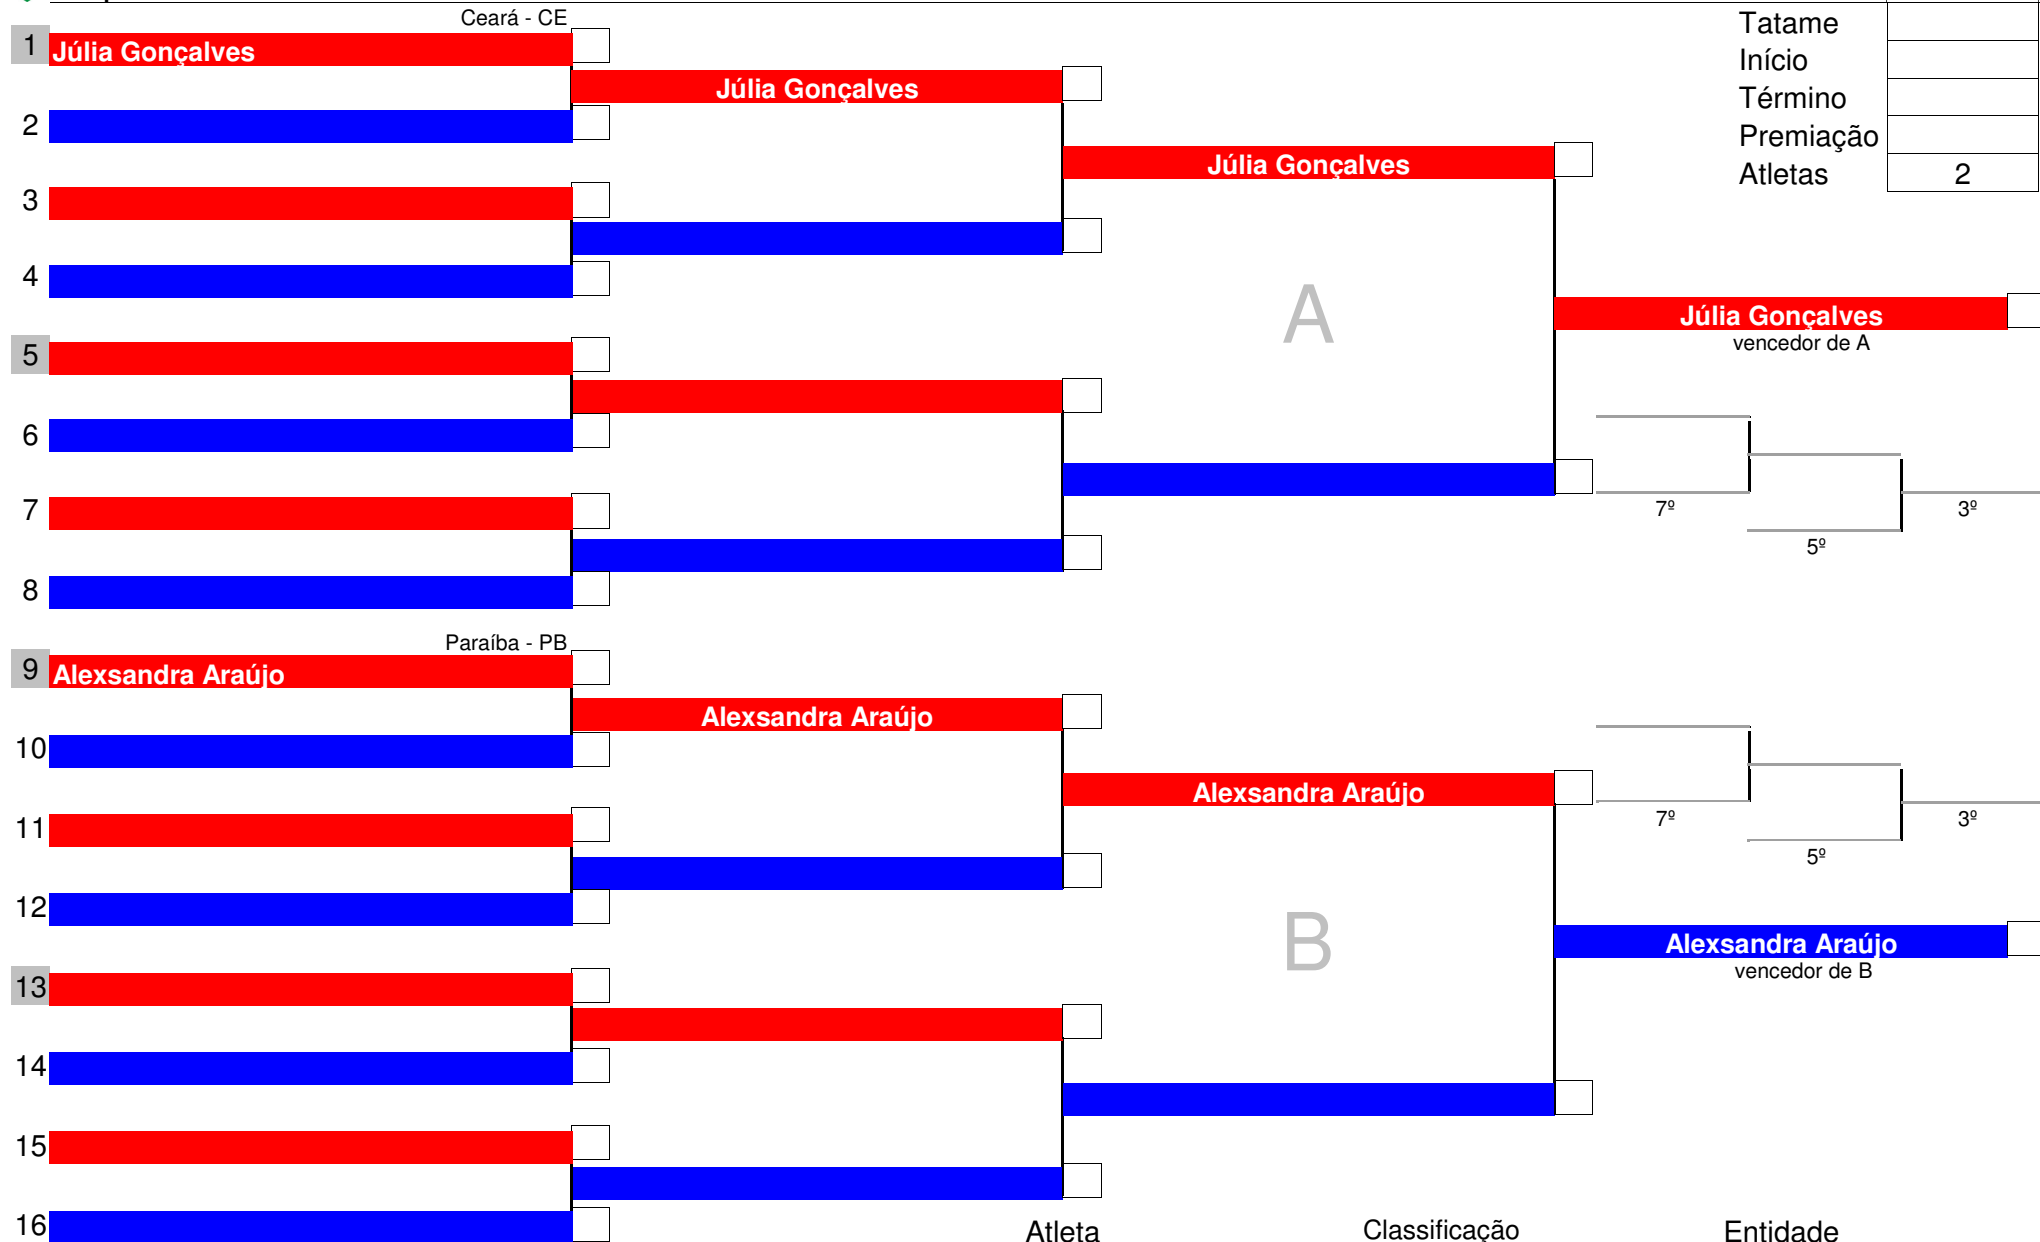 Ceará - CE
Tatame
1 Júlia Gonçalves
Início
Júlia Gonçalves
Término
2
Premiação
Júlia Gonçalves
Atletas 2
3
4
A
Júlia Gonçalves
vencedor de A
5
6
7
7º
3º
5º
8
Paraíba - PB
9 Alexsandra Araújo
Alexsandra Araújo
10
Alexsandra Araújo
11
7º
3º
5º
12
B
Alexsandra Araújo
vencedor de B
13
14
15
16
Atleta Classificação Entidade